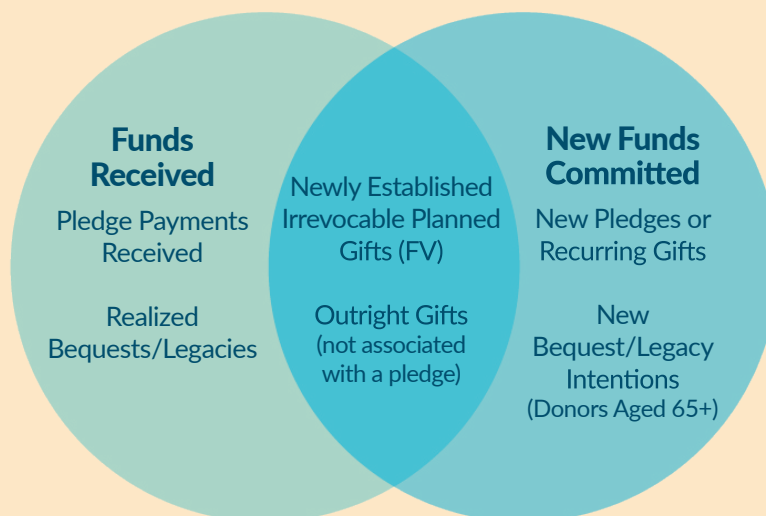 Funds
Received
Pledge Payments
Received
Realized
Bequests/Legacies
Newly Established
Irrevocable Planned
Gifts (FV)
Outright Gifts
(not associated
with a pledge)
New Funds
Committed
New Pledges or
Recurring Gifts
New
Bequest/Legacy
Intentions
(Donors Aged 65+)